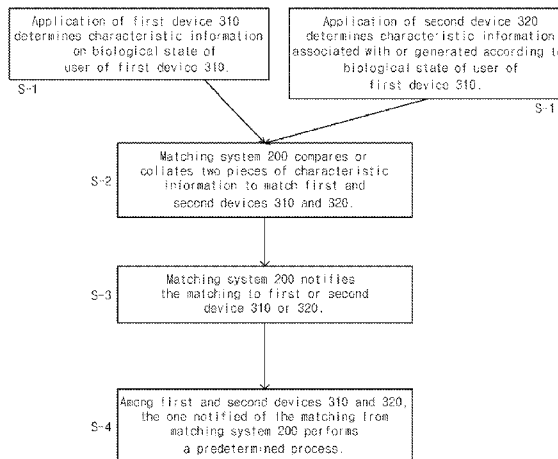 Application of first device 310
determines characteristic information
on biological state of
user of first device 310.
S-1
Application of second device 320
determines characteristic information
associated with or generated according to
biological state of user of
first device 310.
S-1
Matching system 200 compares or
collates two pieces of characteristic
information to match first and
second devices 310 and 320.
S-2
Matching system 200 notifies
the matching to first or second
device 310 or 320.
S-3
Among first and second devices 310 and 320,
the one notified of the matching from
matching system 200 performs
a predetermined process.
S-4